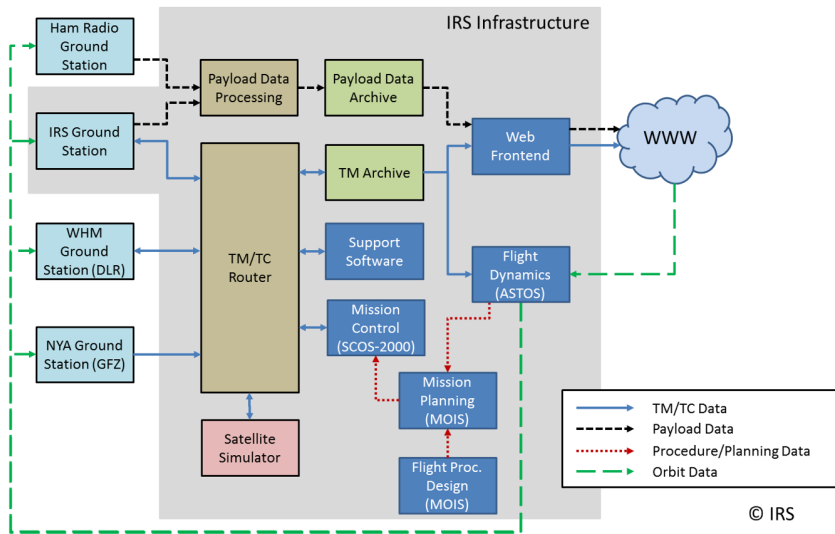 IRS Infrastructure
Ham Radio
Ground
Station
Payload Data
Processing
Payload Data
Archive
IRS Ground
Station
Web
Frontend
WWW
TM Archive
WHM
Ground
Station (DLR)
TM/TC
Router
Support
Software
Flight
Dynamics
(ASTOS)
NYA Ground
Station (GFZ)
Mission
Control
(SCOS-2000)
Mission
Planning
(MOIS)
Satellite
Simulator
Flight Proc.
Design
(MOIS)
TM/TC Data
Payload Data
Procedure/Planning Data
Orbit Data
© IRS